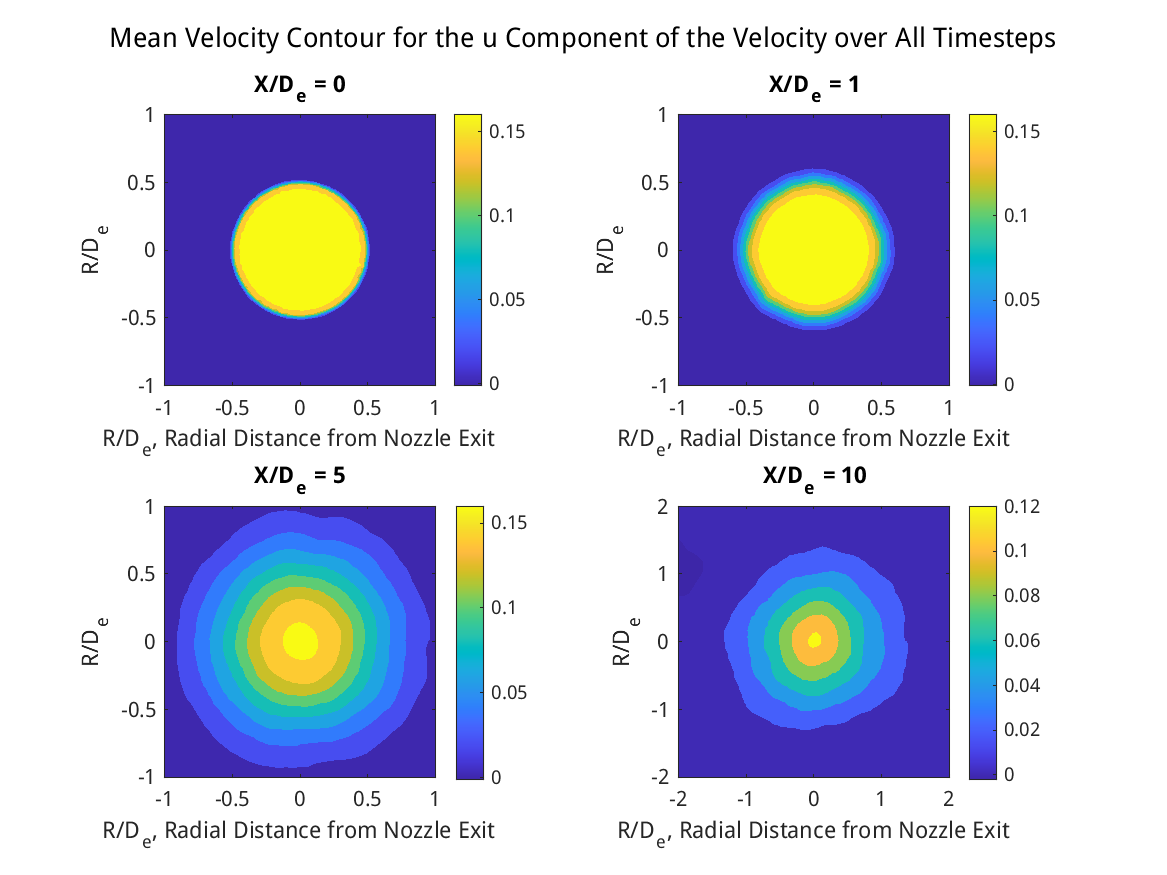 Mean Velocity Contour for the u Component of the Velocity over All Timesteps
X/De = 0
1
0.5
0
-0.5
-1
R/De
-1 -0.5 0 0.5 1
R/De, Radial Distance from Nozzle Exit
0.15
0.1
0.05
0
X/De = 1
1
0.5
0
-0.5
-1
R/De
-1 -0.5 0 0.5 1
R/De, Radial Distance from Nozzle Exit
0.15
0.1
0.05
0
X/De = 5
1
0.5
0
-0.5
-1
R/De
-1 -0.5 0 0.5 1
R/De, Radial Distance from Nozzle Exit
0.15
0.1
0.05
0
X/De = 10
2
1
0
-1
-2
R/De
-2 -1 0 1 2
R/De, Radial Distance from Nozzle Exit
0.12
0.1
0.08
0.06
0.04
0.02
0